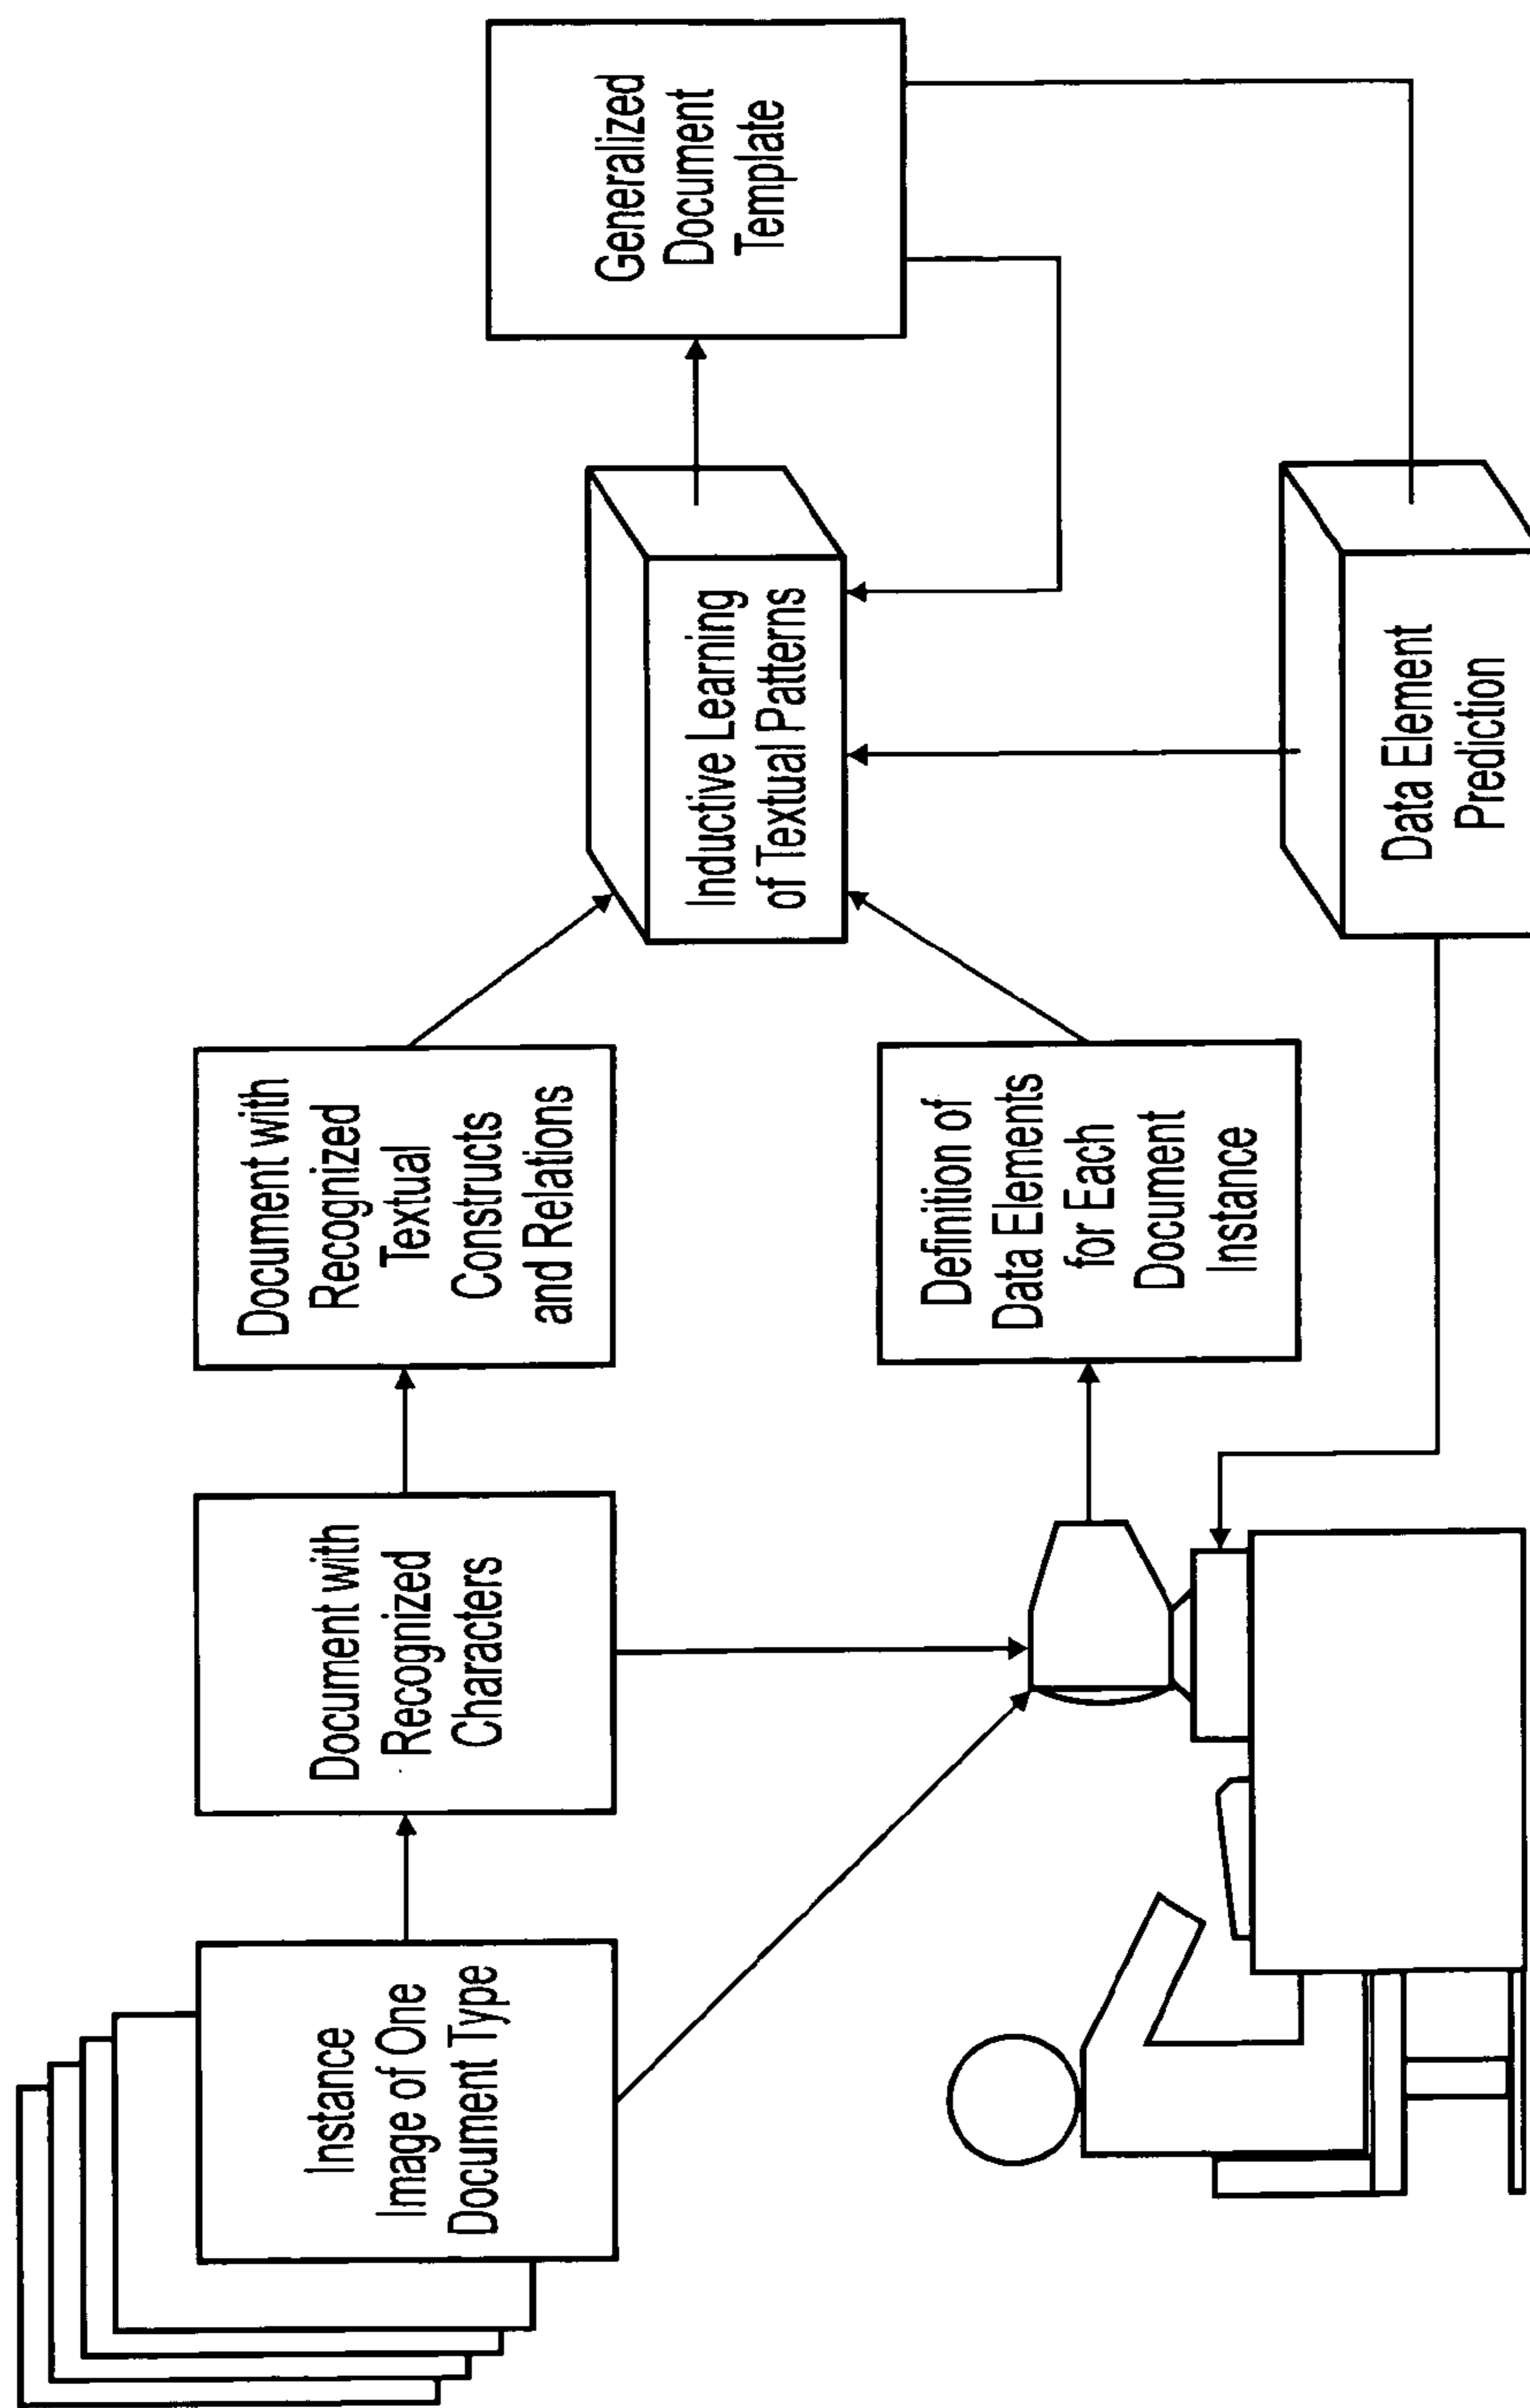 Instance
Image of One
Document Type
Document with
Recognized
Characters
Document with
Recognized
Textual
Constructs
and Relations
Definition of
Data Elements
for Each
Document
Instance
Inductive Learning
of Textual Patterns
Generalized
Document
Template
Data Element
Prediction